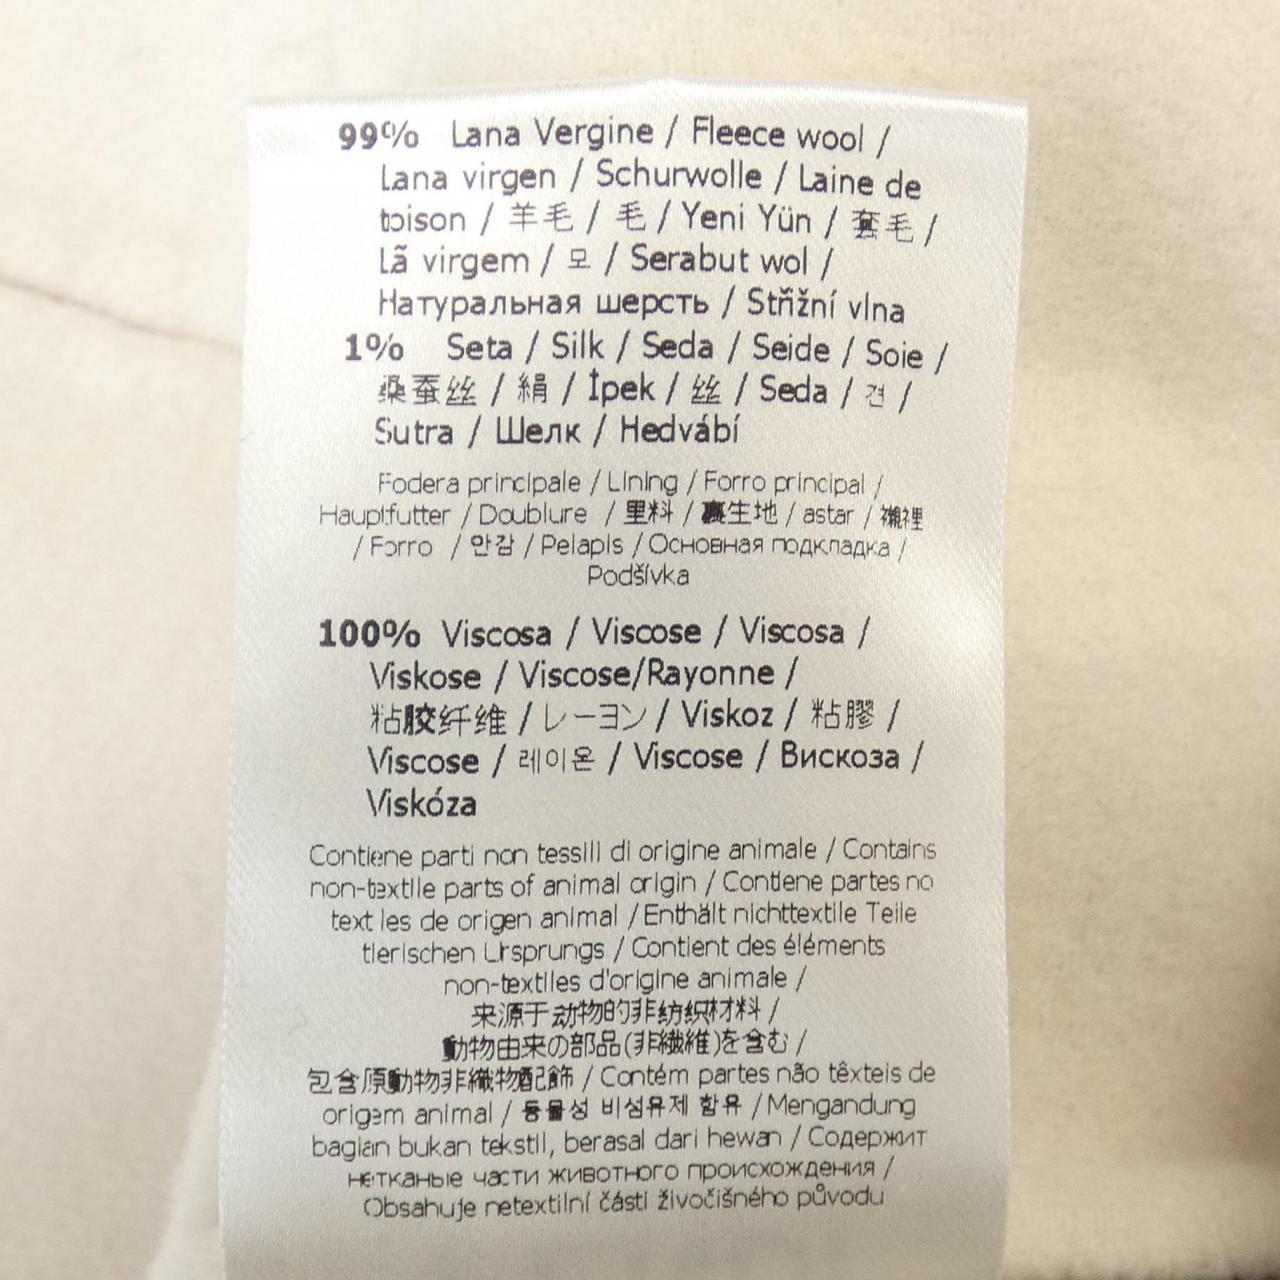 99% Lana Vergine / Fleece wool /
Lana virgen / Schurwolle / Laine de
toison / 羊毛 / 毛 / Yeni Yün / 套毛 /
Lã virgem / 모 / Serabut wol /
Натуральная шерсть / Střižní vlna
1% Seta / Silk / Seda / Seide / Soie /
桑蚕丝 / 絹 / İpek / 丝 / Seda / 견 /
Sutra / Шелк / Hedvábí
Fodera principale / Lining / Forro principal /
Hauptfutter / Doublure / 里料 / 裏生地 / astar / 襯裡
/ Forro / 안감 / Pelapis / Основная подкладка /
Podšívka
100% Viscosa / Viscose / Viscosa /
Viskose / Viscose/Rayonne /
粘胶纤维 / レーヨン / Viskoz / 粘膠 /
Viscose / 레이온 / Viscose / Вискоза /
Viskóza
Contiene parti non tessili di origine animale / Contains
non-textile parts of animal origin / Contiene partes no
textiles de origen animal / Enthält nichttextile Teile
tierischen Ursprungs / Contient des éléments
non-textiles d'origine animale /
来源于动物的非纺织材料 /
動物由来の部品(非繊維)を含む /
包含原動物非織物配飾 / Contém partes não têxteis de
origem animal / 동물성 비섬유제 함유 / Mengandung
bagian bukan tekstil, berasal dari hewan / Содержит
нетканые части животного происхождения /
Obsahuje netextilní části živočišného původu